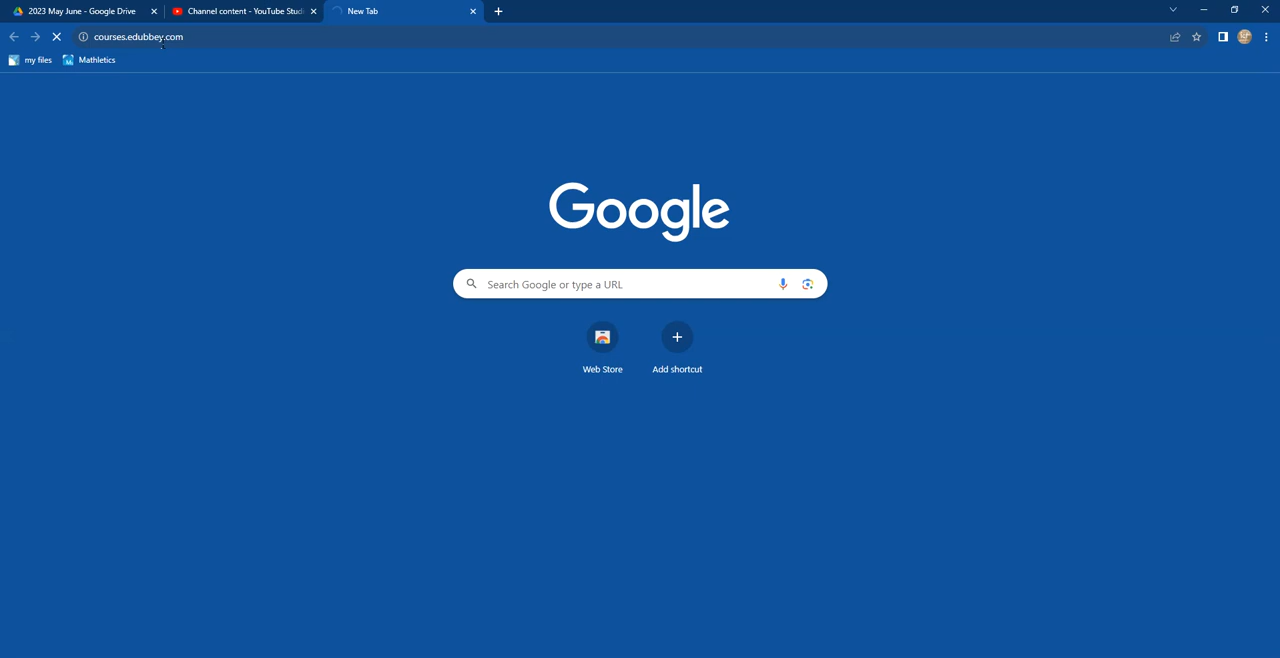 2023 May June - Google Drive
Channel content - YouTube Stud
New Tab
courses.edubbey.com
my files
Mathletics
Google
Search Google or type a URL
Web Store
Add shortcut